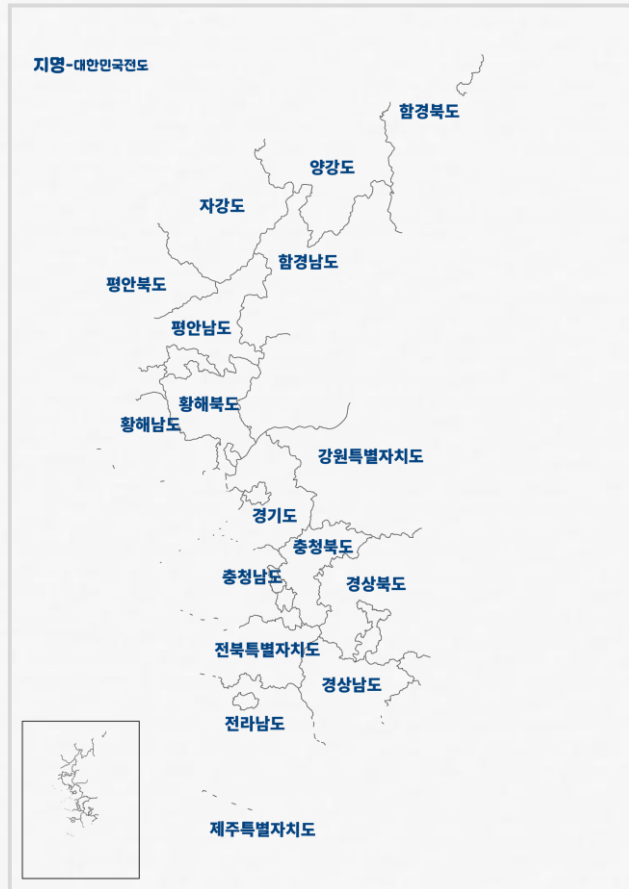 지명-대한민국전도
함경북도
양강도
자강도
함경남도
평안북도
평안남도
황해북도
황해남도
강원특별자치도
경기도
충청북도
충청남도
경상북도
전북특별자치도
경상남도
전라남도
제주특별자치도